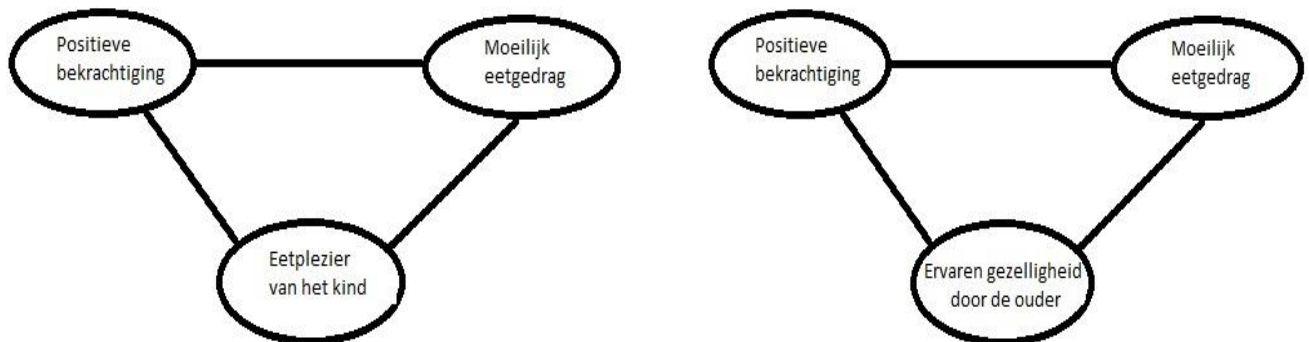 Positieve
bekrachtiging
Moeilijk
eetgedrag
Eetplezier
van het kind
Positieve
bekrachtiging
Moeilijk
eetgedrag
Ervaren gezelligheid
door de ouder